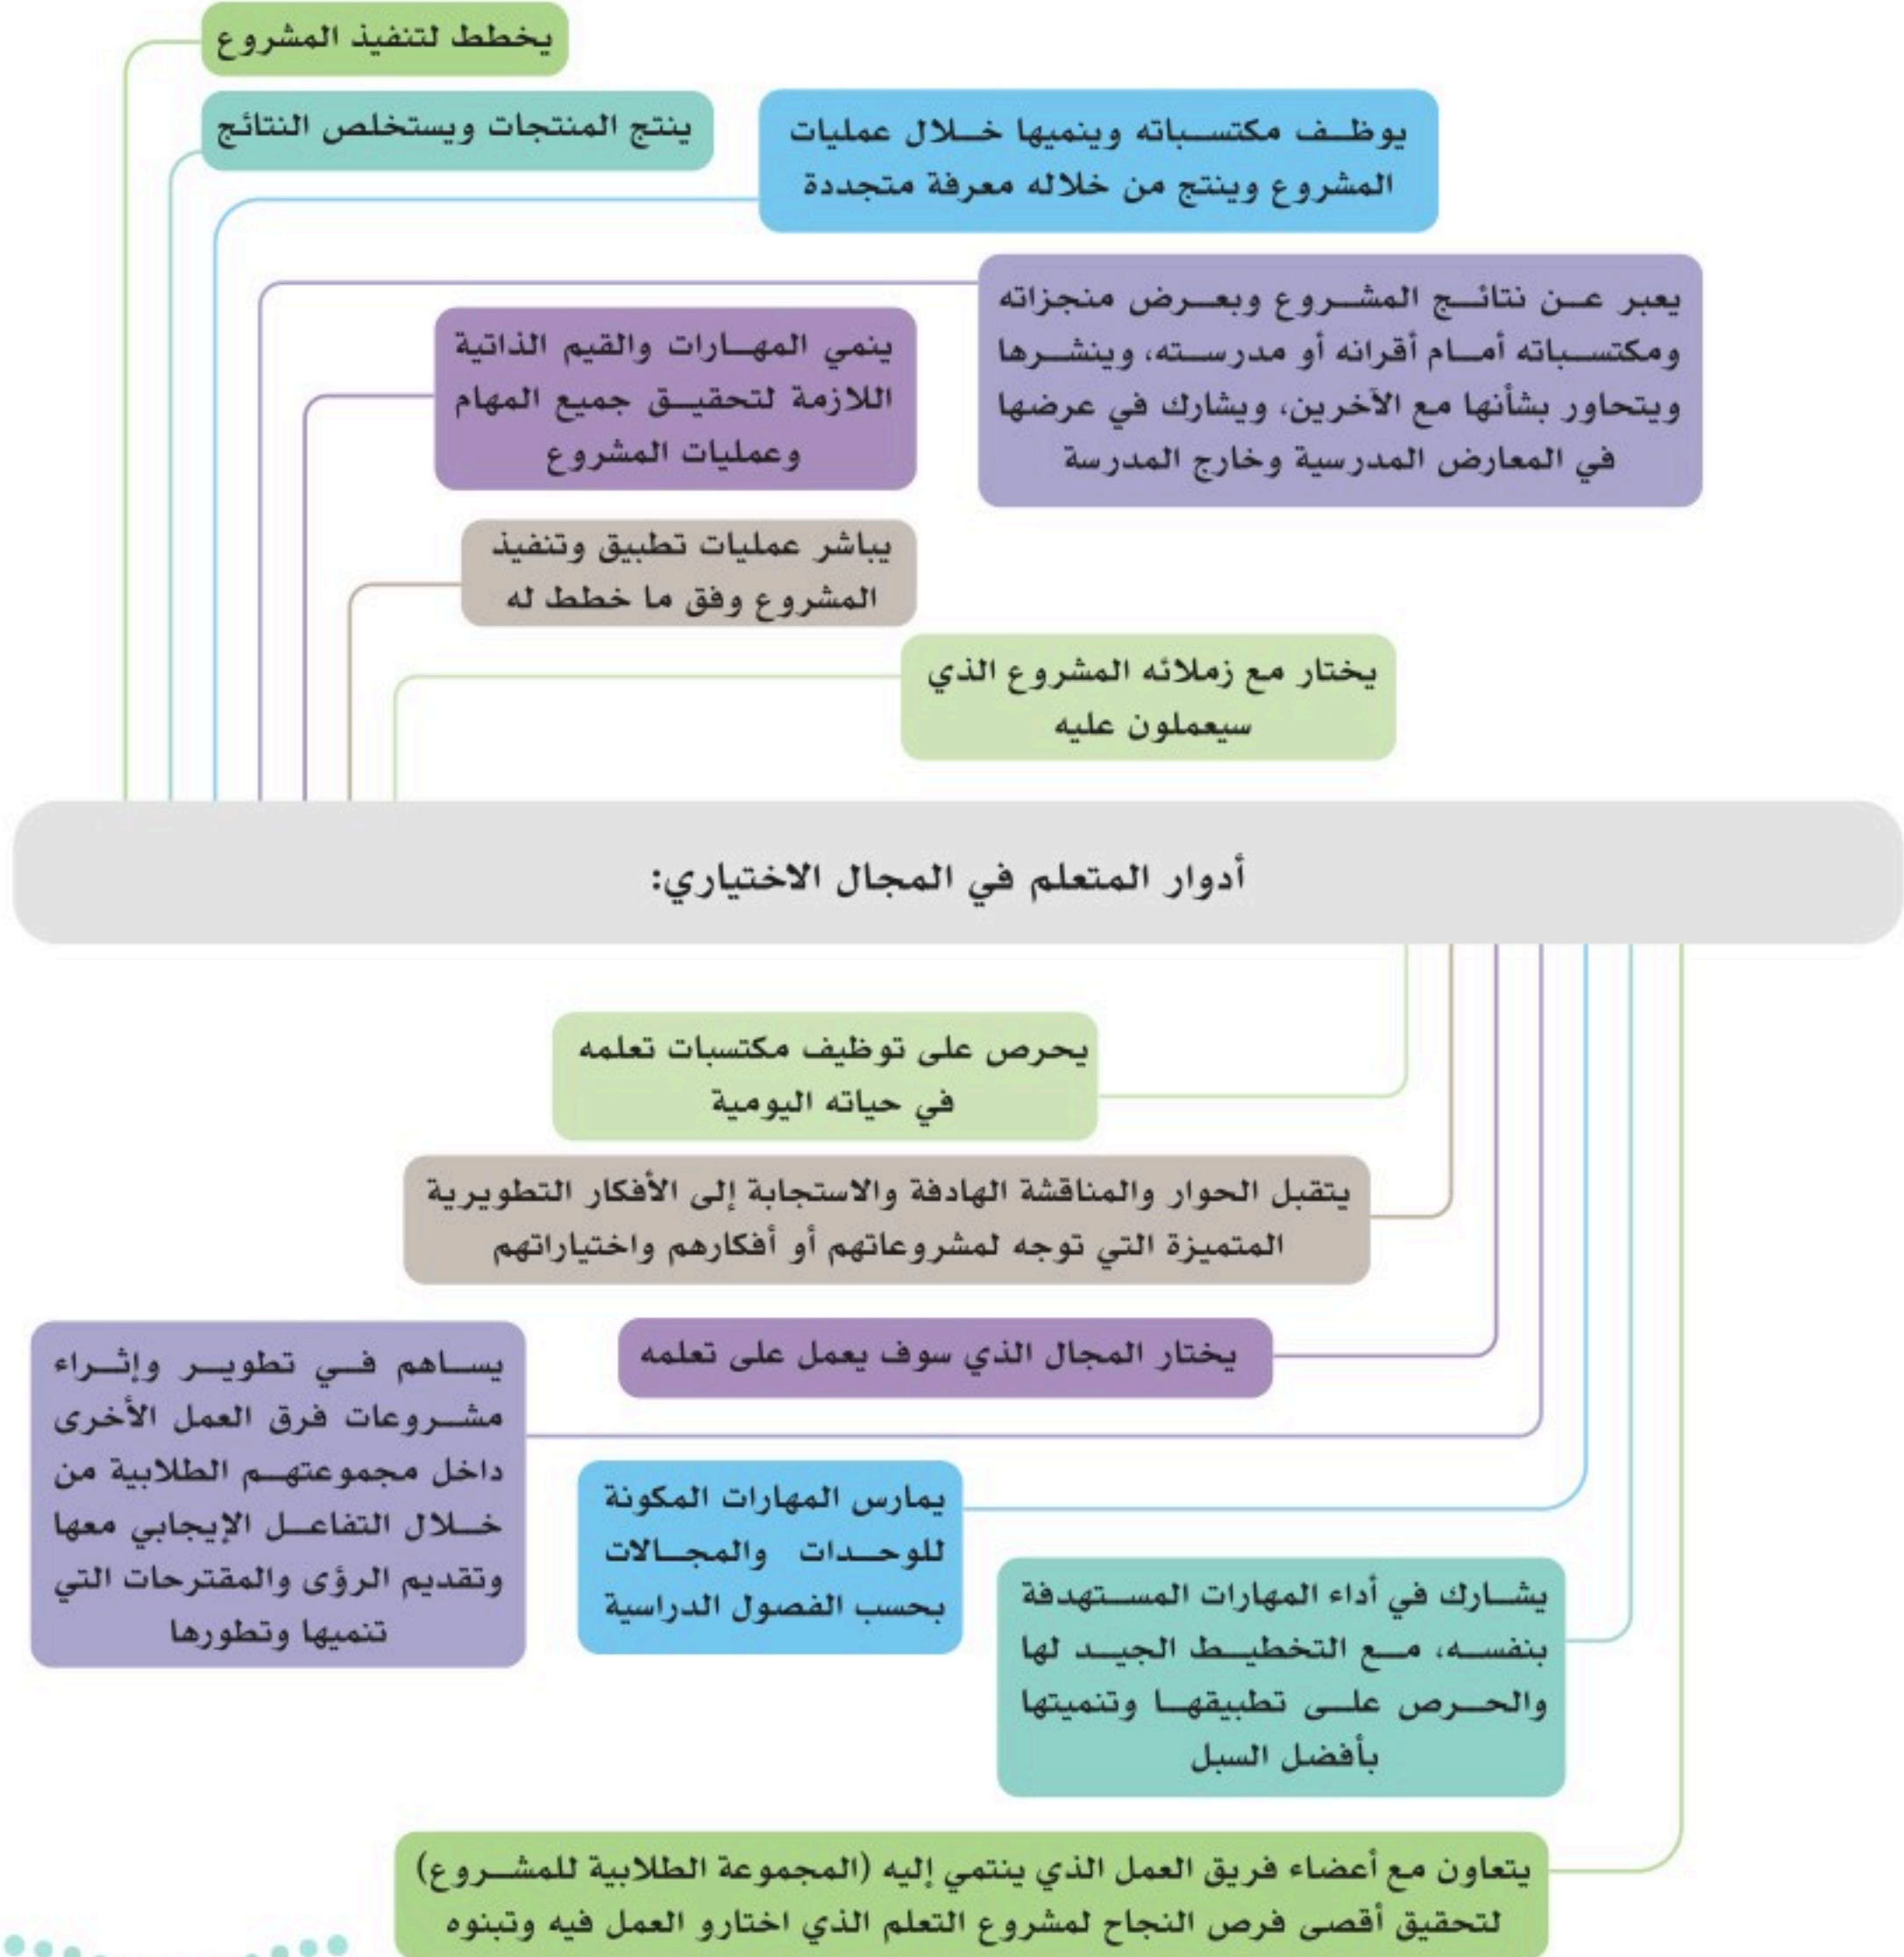 يخطط لتنفيذ المشروع
ينتج المنتجات ويستخلص النتائج
يوظف مكتسباته وينميها خلال عمليات
المشروع وينتج من خلاله معرفة متجددة
يعبر عن نتائج المشروع وبعرض منجزاته
ومكتسباته أمام أقرانه أو مدرسته، وينشرها
ويتحاور بشأنها مع الآخرين، ويشارك في عرضها
في المعارض المدرسية وخارج المدرسة
ينمي المهارات والقيم الذاتية
اللازمة لتحقيق جميع المهام
وعمليات المشروع
يباشر عمليات تطبيق وتنفيذ
المشروع وفق ما خطط له
يختار مع زملائه المشروع الذي
سيعملون عليه
أدوار المتعلم في المجال الاختياري:
يحرص على توظيف مكتسبات تعلمه
في حياته اليومية
يتقبل الحوار والمناقشة الهادفة والاستجابة إلى الأفكار التطويرية
المتميزة التي توجه لمشروعاتهم أو أفكارهم واختياراتهم
يختار المجال الذي سوف يعمل على تعلمه
يساهم في تطوير وإثراء
مشروعات فرق العمل الأخرى
داخل مجموعتهم الطلابية من
خلال التفاعل الإيجابي معها
وتقديم الرؤى والمقترحات التي
تنميها وتطورها
يمارس المهارات المكونة
للوحدات والمجالات
بحسب الفصول الدراسية
يشارك في أداء المهارات المستهدفة
بنفسه، مع التخطيط الجيد لها
والحرص على تطبيقها وتنميتها
بأفضل السبل
يتعاون مع أعضاء فريق العمل الذي ينتمي إليه (المجموعة الطلابية للمشروع)
لتحقيق أقصى فرص النجاح لمشروع التعلم الذي اختارو العمل فيه وتبنوه